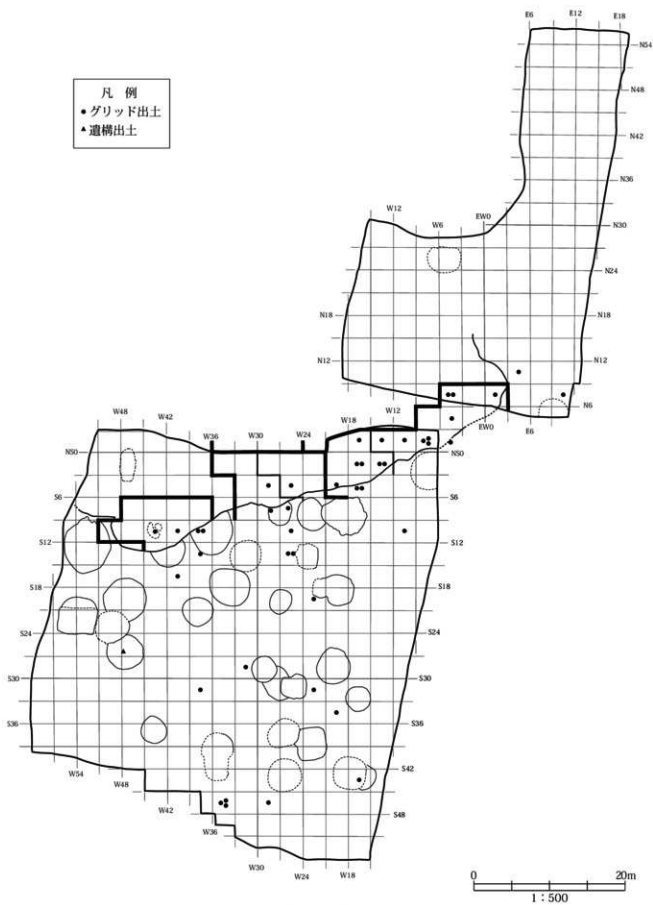 E6 E12 E18
N54
N48
凡 例
●グリッド出土
▲遺構出土
N42
N36
W12
W6 EW0 N30
N24
N18 N18
N12 N12
W48 W42 W36 W30 W24 W18 W12 N6
EW0 E6
N50 N50
S6 S6
S12 S12
S18 S18
S24 S24
S30 S30
S36 S36
W54 W48 S42
W42 W36 S48
W30 W24 W18
0 20m
1:500